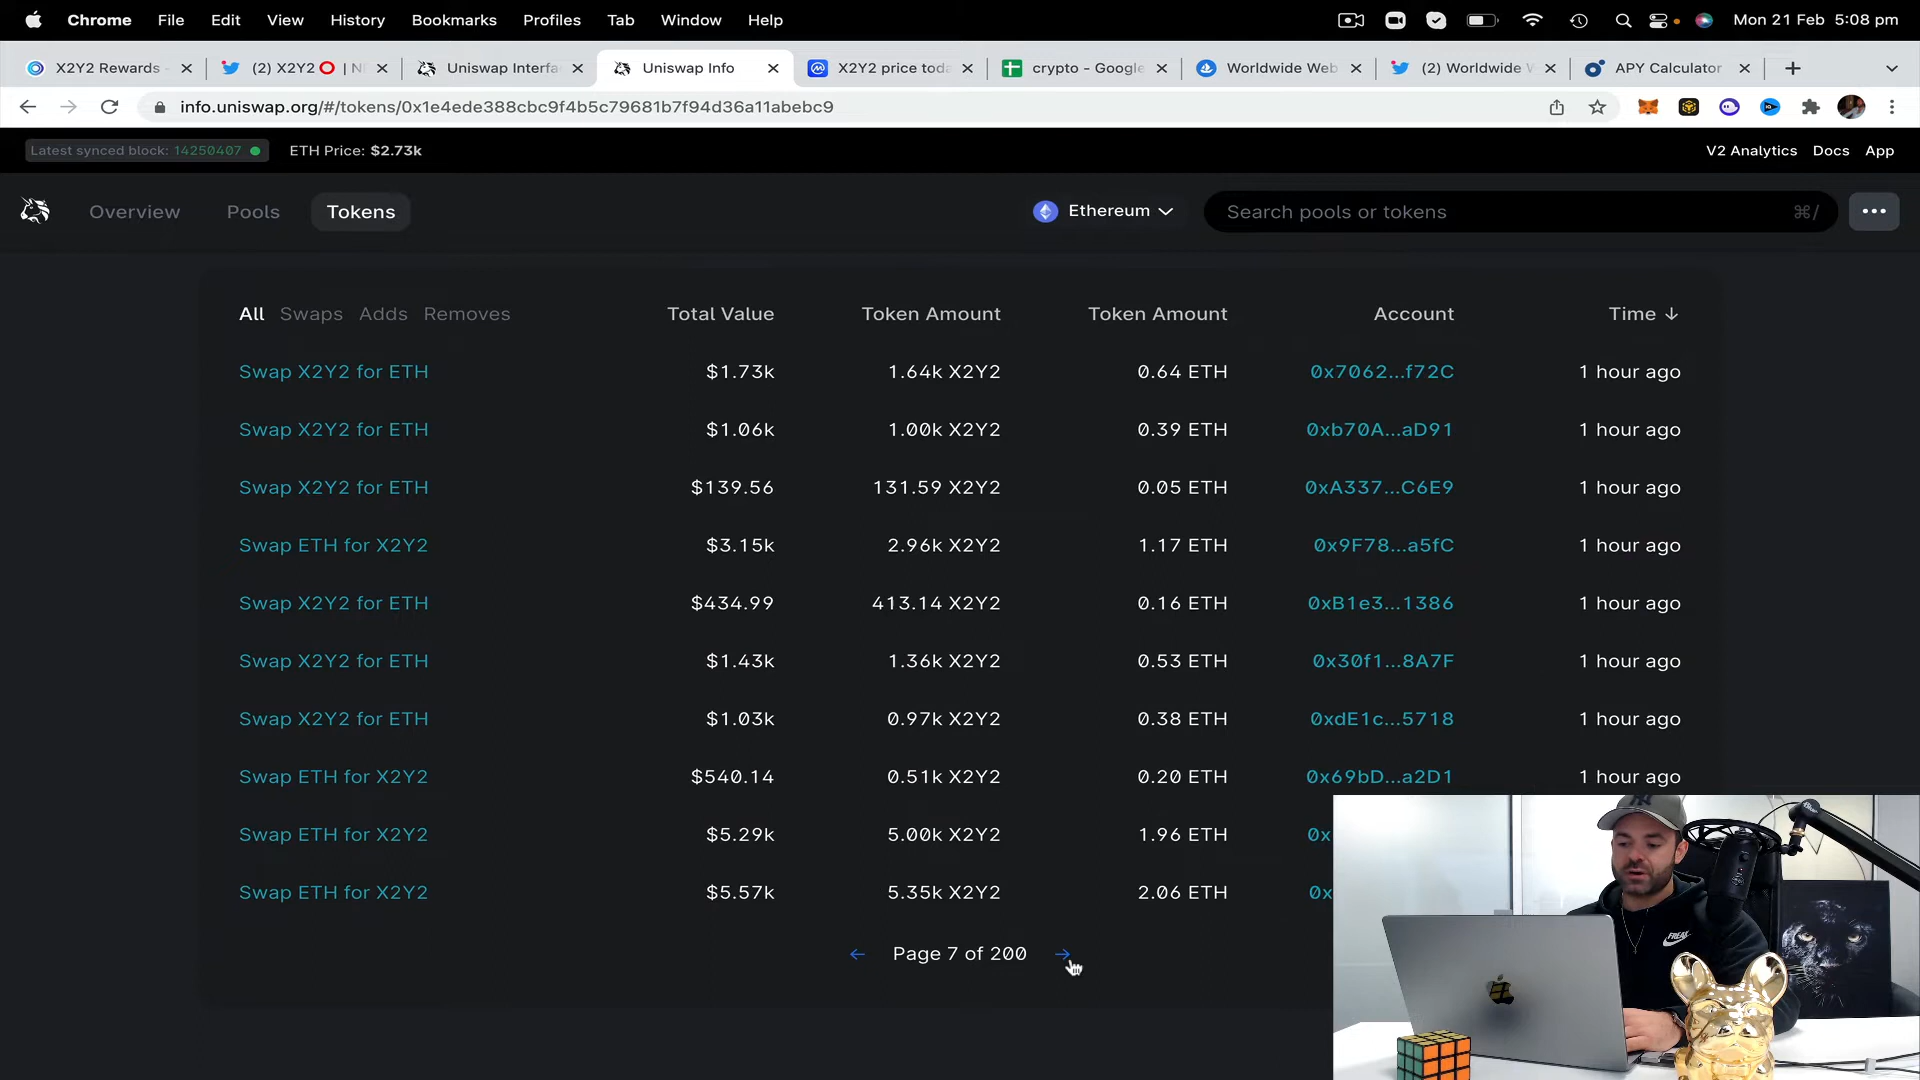 Chrome File Edit View History Bookmarks Profiles Tab Window Help Mon 21 Feb 5:08 pm
X2Y2 Rewards - (2) X2Y2 | N Uniswap Interfa Uniswap Info X2Y2 price toda crypto - Google Worldwide Web (2) Worldwide W APY Calculator
info.uniswap.org/#/tokens/0x1e4ede388cbc9f4b5c79681b7f94d36a11abebc9
Latest synced block: 14250407 ETH Price: $2.73k V2 Analytics Docs App
Overview Pools Tokens Ethereum Search pools or tokens ⌘/
All Swaps Adds Removes Total Value Token Amount Token Amount Account Time ↓
Swap X2Y2 for ETH $1.73k 1.64k X2Y2 0.64 ETH 0x7062...f72C 1 hour ago
Swap X2Y2 for ETH $1.06k 1.00k X2Y2 0.39 ETH 0xb70A...aD91 1 hour ago
Swap X2Y2 for ETH $139.56 131.59 X2Y2 0.05 ETH 0xA337...C6E9 1 hour ago
Swap ETH for X2Y2 $3.15k 2.96k X2Y2 1.17 ETH 0x9F78...a5fC 1 hour ago
Swap X2Y2 for ETH $434.99 413.14 X2Y2 0.16 ETH 0xB1e3...1386 1 hour ago
Swap X2Y2 for ETH $1.43k 1.36k X2Y2 0.53 ETH 0x30f1...8A7F 1 hour ago
Swap X2Y2 for ETH $1.03k 0.97k X2Y2 0.38 ETH 0xdE1c...5718 1 hour ago
Swap ETH for X2Y2 $540.14 0.51k X2Y2 0.20 ETH 0x69bD...a2D1 1 hour ago
Swap ETH for X2Y2 $5.29k 5.00k X2Y2 1.96 ETH 0x
Swap ETH for X2Y2 $5.57k 5.35k X2Y2 2.06 ETH 0x
← Page 7 of 200 →